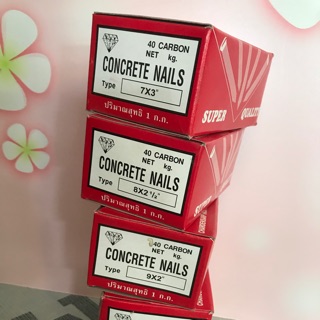 40 CARBON
NET kg.
CONCRETE NAILS
Type 7X3"
ปริมาณสุทธิ 1 ก.ก.
SUPER QUALITY
40 CARBON
NET kg.
CONCRETE NAILS
Type 8X2 ½"
ปริมาณสุทธิ 1 ก.ก.
40 CARBON
NET kg.
CONCRETE NAILS
Type 9X2"
ปริมาณสุทธิ 1 ก.ก.